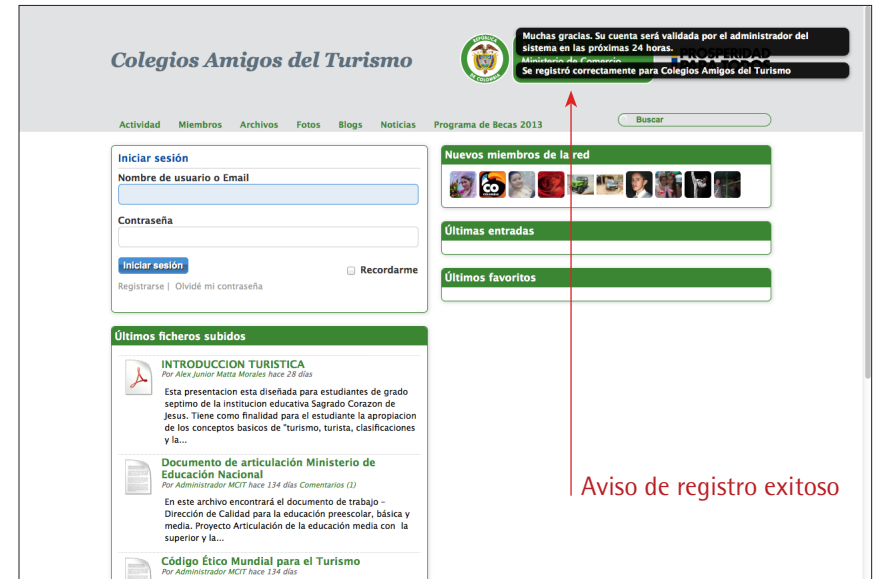 Colegios Amigos del Turismo
REPÚBLICA
DE COLOMBIA
Ministerio de Comercio
PROSPERIDAD
PARA TODOS
Muchas gracias. Su cuenta será validada por el administrador del
sistema en las próximas 24 horas.
Se registró correctamente para Colegios Amigos del Turismo
Actividad Miembros Archivos Fotos Blogs Noticias Programa de Becas 2013
Buscar
Iniciar sesión
Nombre de usuario o Email
Contraseña
Iniciar sesión
Recordarme
Registrarse | Olvidé mi contraseña
Nuevos miembros de la red
co
Últimas entradas
Últimos favoritos
Últimos ficheros subidos
INTRODUCCION TURISTICA
Por Alex Junior Matta Morales hace 28 días
Esta presentacion esta diseñada para estudiantes de grado
septimo de la institucion educativa Sagrado Corazon de
Jesus. Tiene como finalidad para el estudiante la apropiacion
de los conceptos basicos de "turismo, turista, clasificaciones
y la...
Documento de articulación Ministerio de
Educación Nacional
Por Administrador MCIT hace 134 días Comentarios (1)
En este archivo encontrará el documento de trabajo –
Dirección de Calidad para la educación preescolar, básica y
media. Proyecto Articulación de la educación media con la
superior y la...
Código Ético Mundial para el Turismo
Por Administrador MCIT hace 134 días
Aviso de registro exitoso